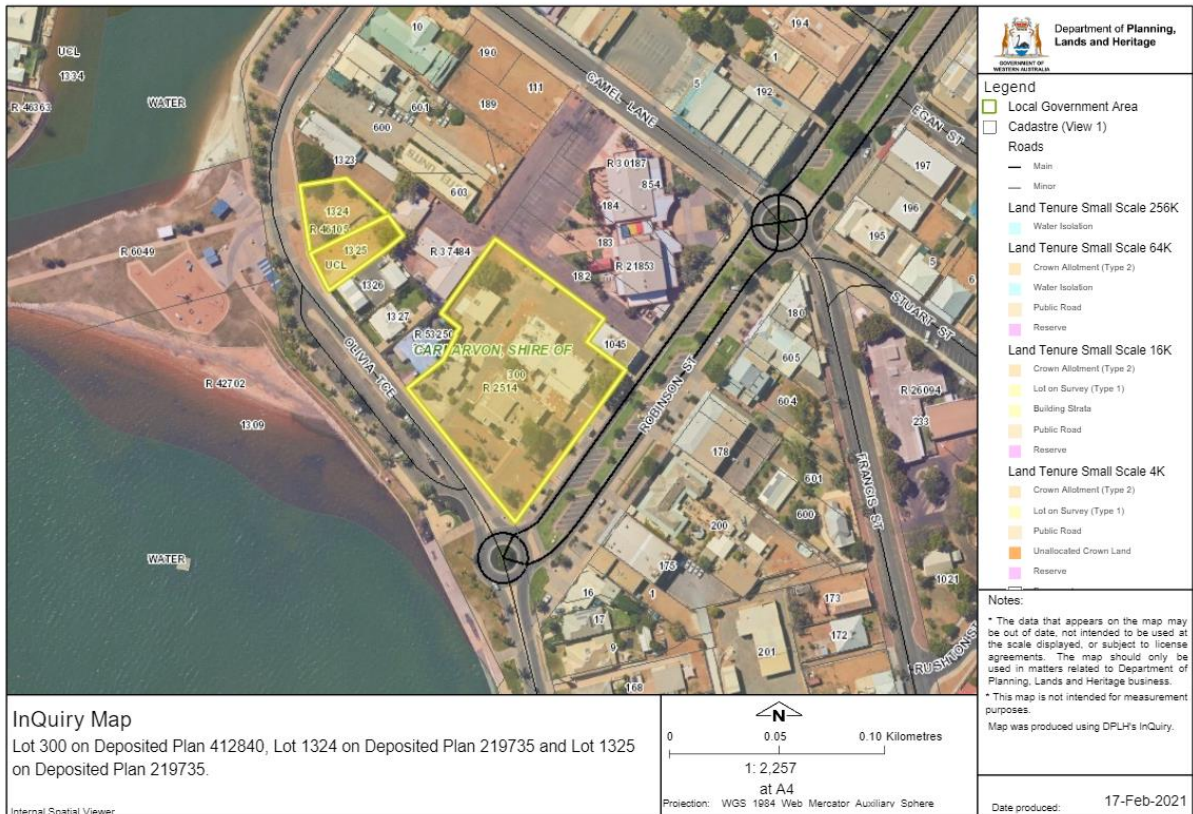 10
194
190
1
UCL
1334
111
CAMEL LANE
5
192
R 46363
WATER
601
189
EGAN ST
600
UNITS
197
1323
R 30187
854
603
184
196
1324
R 46105
183
195
R 6049
1325
R 37484
R 21853
5
UCL
182
6
1326
STUART ST
180
1327
R 53250
1045
605
CARNARVON, SHIRE OF
OLIVIA TCE
300
R 2514
ROBINSON ST
R 42702
604
R 26094
1309
233
178
FRANCIS ST
601
600
200
WATER
175
1021
16
1
173
17
172
9
201
RUSHTON ST
168
GOVERNMENT OF
WESTERN AUSTRALIA
Department of Planning,
Lands and Heritage
Legend
Local Government Area
Cadastre (View 1)
Roads
Main
Minor
Land Tenure Small Scale 256K
Water Isolation
Land Tenure Small Scale 64K
Crown Allotment (Type 2)
Water Isolation
Public Road
Reserve
Land Tenure Small Scale 16K
Crown Allotment (Type 2)
Lot on Survey (Type 1)
Building Strata
Public Road
Reserve
Land Tenure Small Scale 4K
Crown Allotment (Type 2)
Lot on Survey (Type 1)
Public Road
Unallocated Crown Land
Reserve
Notes:
* The data that appears on the map may
be out of date, not intended to be used at
the scale displayed, or subject to license
agreements. The map should only be
used in matters related to Department of
Planning, Lands and Heritage business.
* This map is not intended for measurement
purposes.
Map was produced using DPLH's InQuiry.
Date produced: 17-Feb-2021
InQuiry Map
Lot 300 on Deposited Plan 412840, Lot 1324 on Deposited Plan 219735 and Lot 1325
on Deposited Plan 219735.
Internal Spatial Viewer
N
0 0.05 0.10 Kilometres
1: 2,257
at A4
Projection: WGS 1984 Web Mercator Auxiliary Sphere